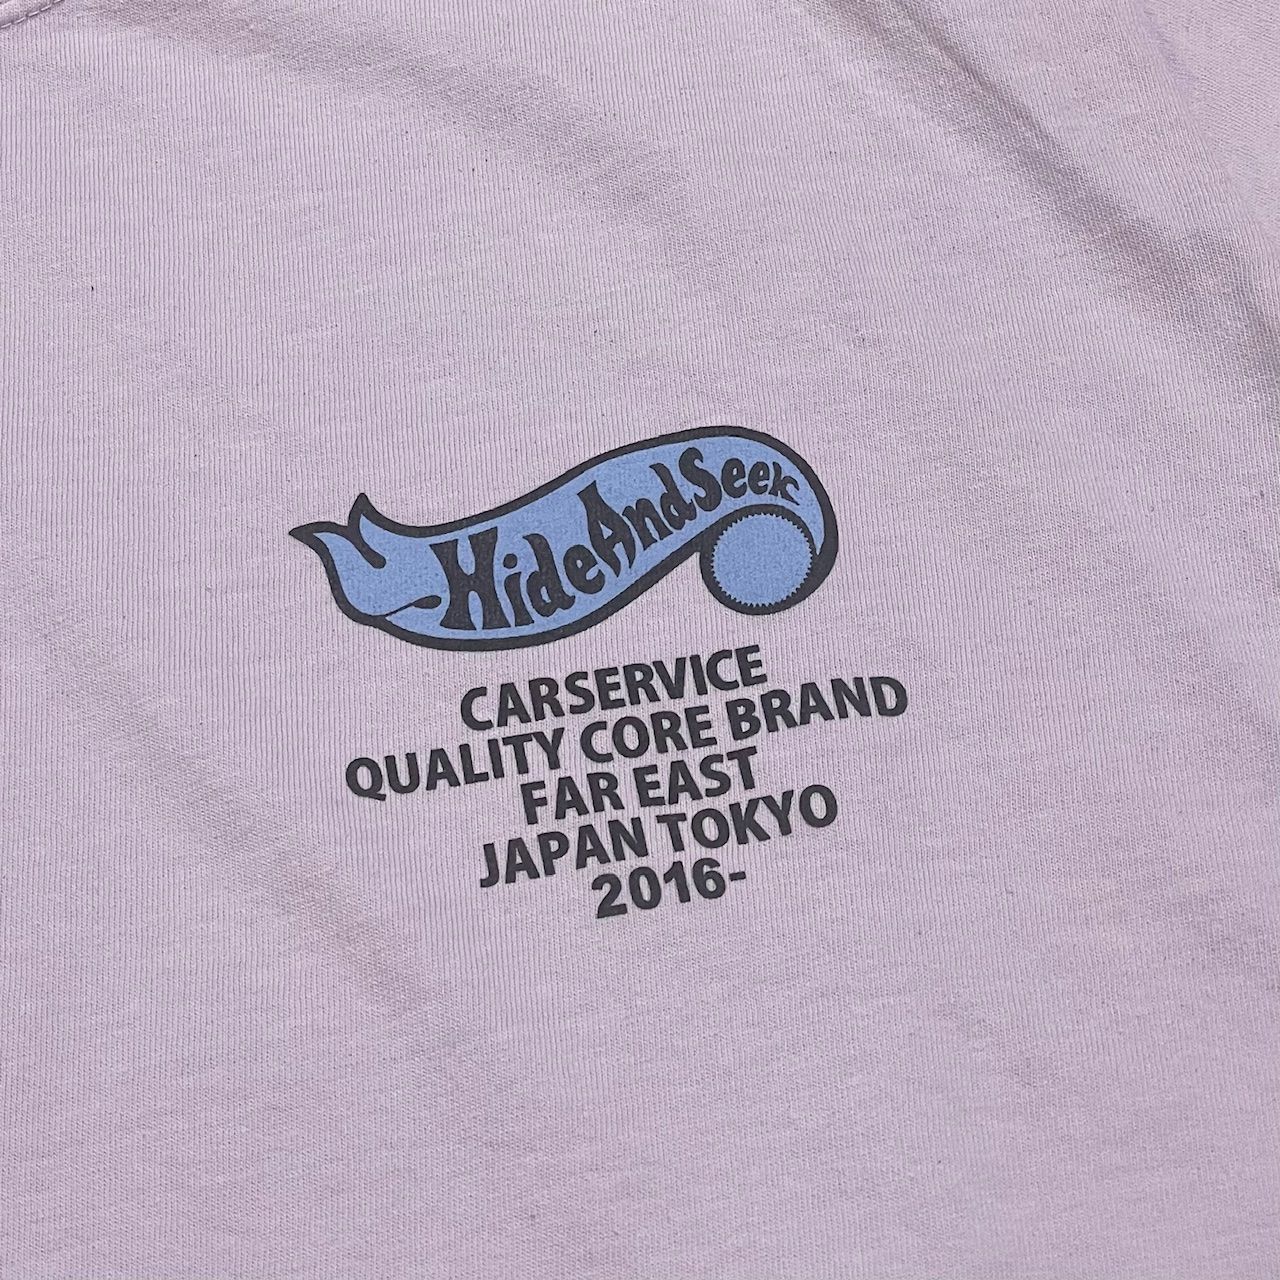 HideAndSeek
CARSERVICE
QUALITY CORE BRAND
FAR EAST
JAPAN TOKYO
2016-